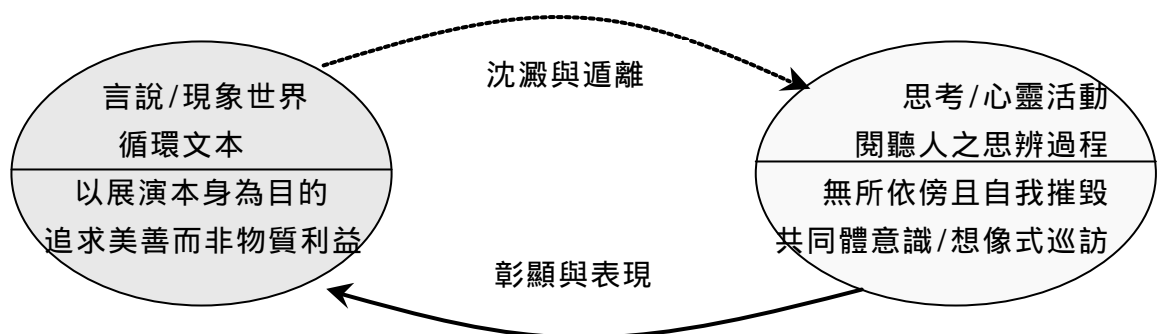 沈澱與遁離
言說/現象世界
循環文本
以展演本身為目的
追求美善而非物質利益
思考/心靈活動
閱聽人之思辨過程
無所依傍且自我摧毀
共同體意識/想像式巡訪
彰顯與表現